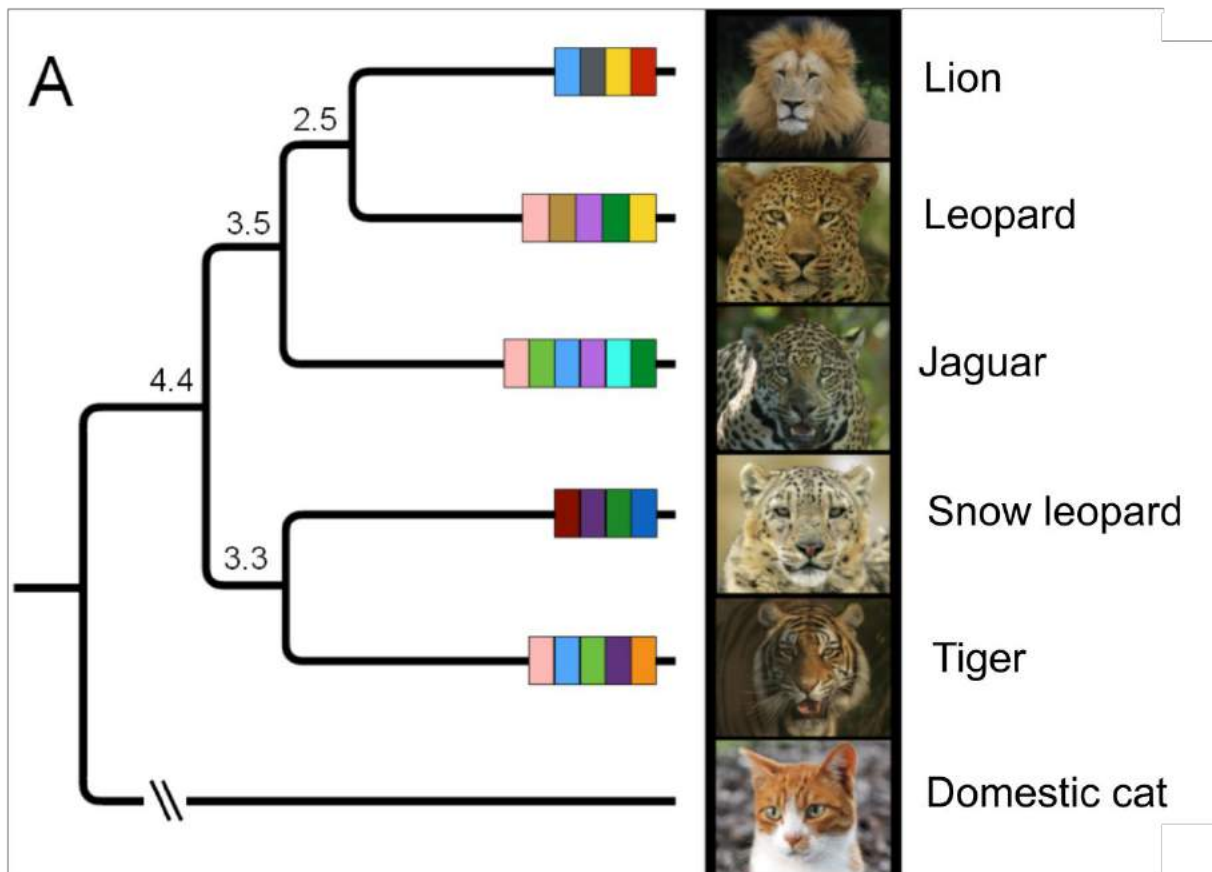 A
Lion
2.5
Leopard
3.5
Jaguar
4.4
Snow leopard
3.3
Tiger
Domestic cat